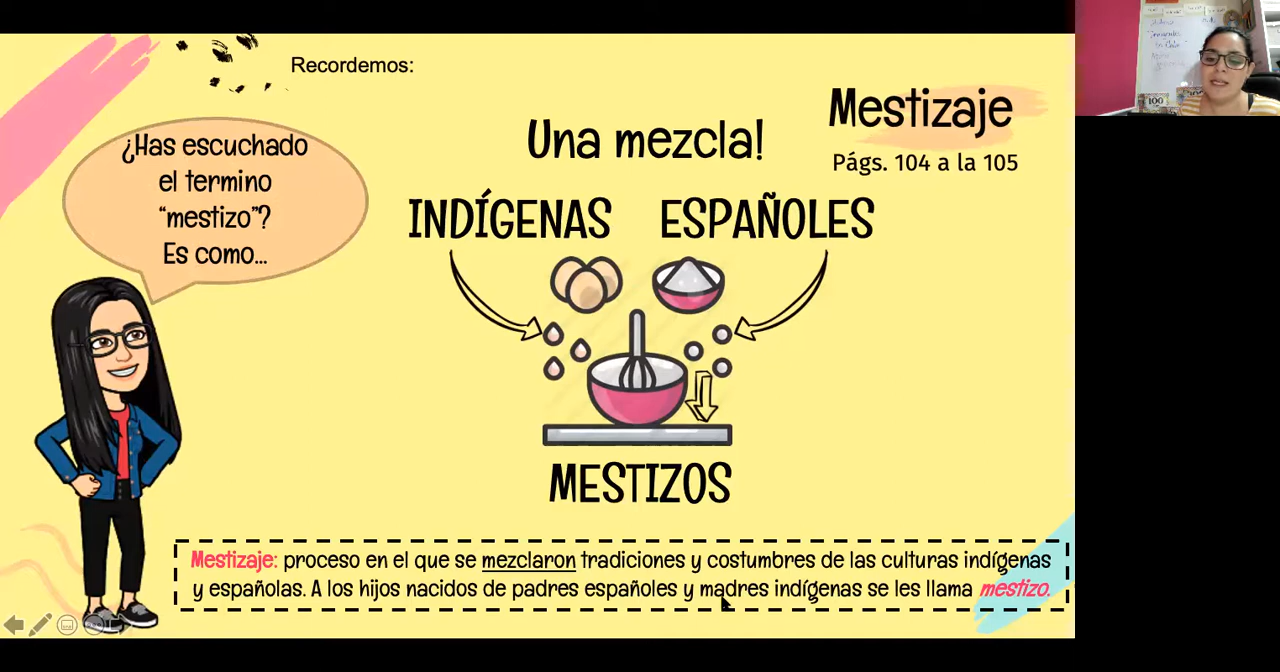 Recordemos:
Mestizaje
Págs. 104 a la 105
¿Has escuchado
el termino
“mestizo”?
Es como...
Una mezcla!
INDÍGENAS ESPAÑOLES
MESTIZOS
Mestizaje: proceso en el que se mezclaron tradiciones y costumbres de las culturas indígenas
y españolas. A los hijos nacidos de padres españoles y madres indígenas se les llama mestizo.
100